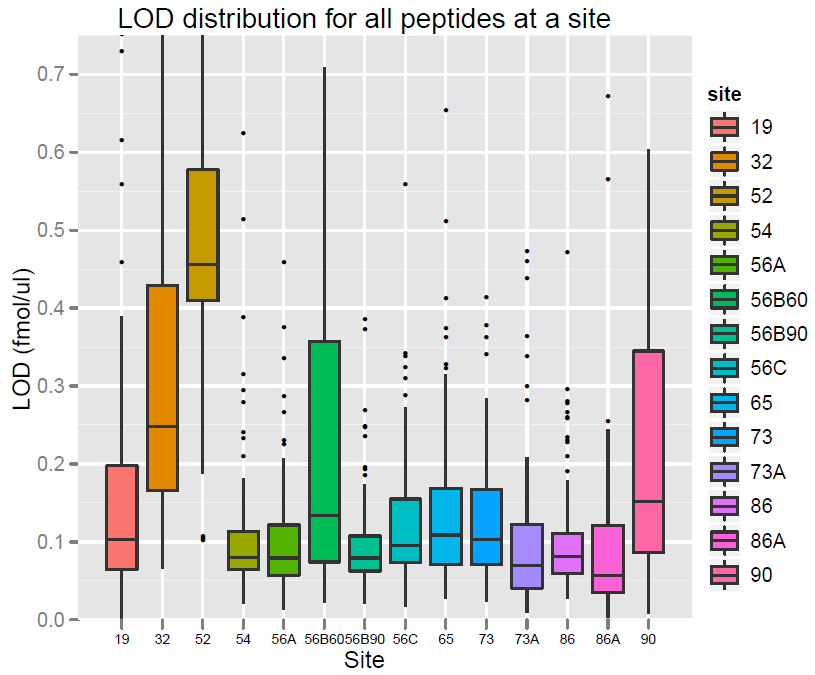 LOD distribution for all peptides at a site
LOD (fmol/ul)
0.7
0.6
0.5
0.4
0.3
0.2
0.1
0.0
19 32 52 54 56A 56B60 56B90 56C 65 73 73A 86 86A 90
Site
site
19
32
52
54
56A
56B60
56B90
56C
65
73
73A
86
86A
90